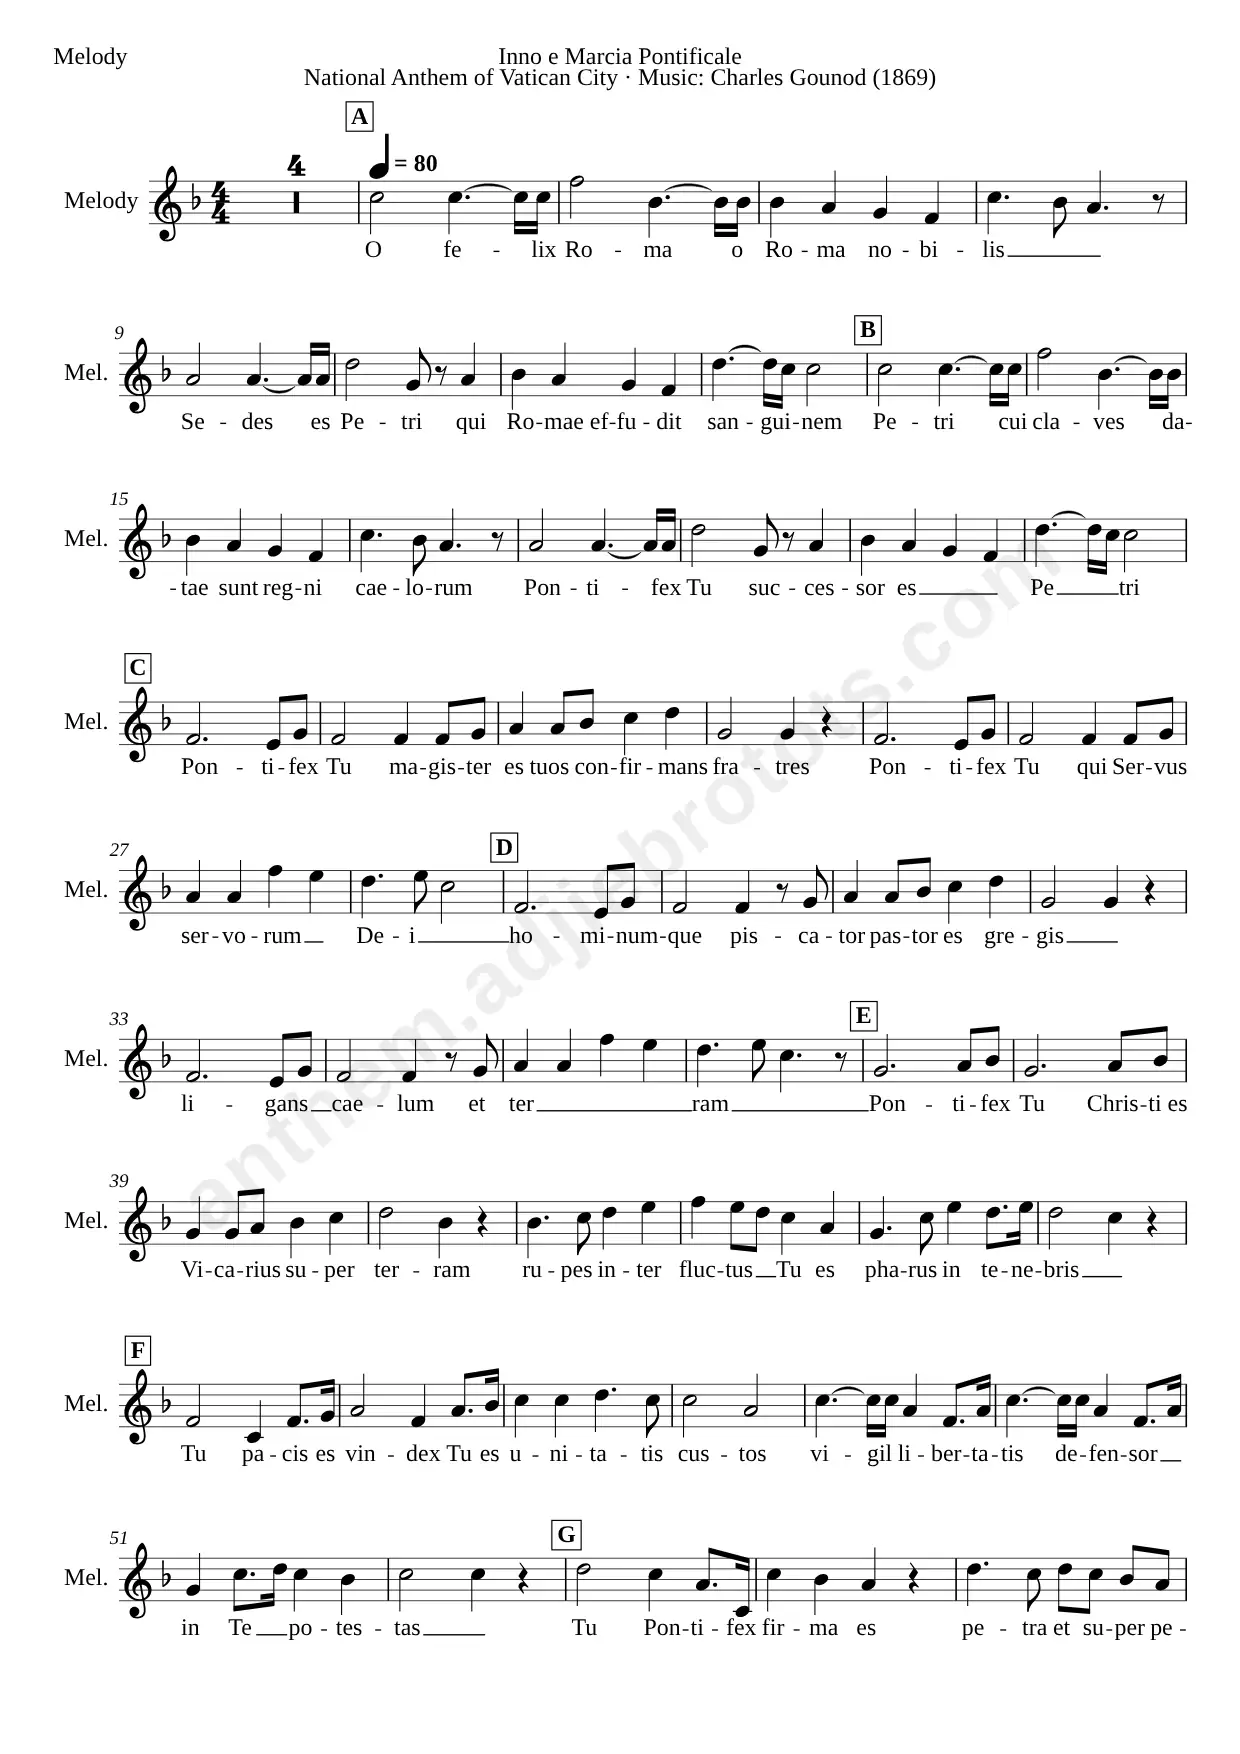 Melody
Inno e Marcia Pontificale
National Anthem of Vatican City · Music: Charles Gounod (1869)
A
4
= 80
Melody
4
4
O fe - lix Ro - ma o Ro - ma no - bi - lis
9
B
Mel.
Se - des es Pe - tri qui Ro - mae ef - fu - dit san - gui - nem Pe - tri cui cla - ves da -
15
Mel.
- tae sunt reg - ni cae - lo - rum Pon - ti - fex Tu suc - ces - sor es Pe tri
C
Mel.
Pon - ti - fex Tu ma - gis - ter es tuos con - fir - mans fra - tres Pon - ti - fex Tu qui Ser - vus
27
D
Mel.
ser - vo - rum De - i ho - mi - num - que pis - ca - tor pas - tor es gre - gis
33
E
Mel.
li - gans cae - lum et ter ram Pon - ti - fex Tu Chris - ti es
39
Mel.
Vi - ca - rius su - per ter - ram ru - pes in - ter fluc - tus Tu es pha - rus in te - ne - bris
F
Mel.
Tu pa - cis es vin - dex Tu es u - ni - ta - tis cus - tos vi - gil li - ber - ta - tis de - fen - sor
51
G
Mel.
in Te po - tes - tas Tu Pon - ti - fex fir - ma es pe - tra et su - per pe -
anthem.adjiebrotots.com